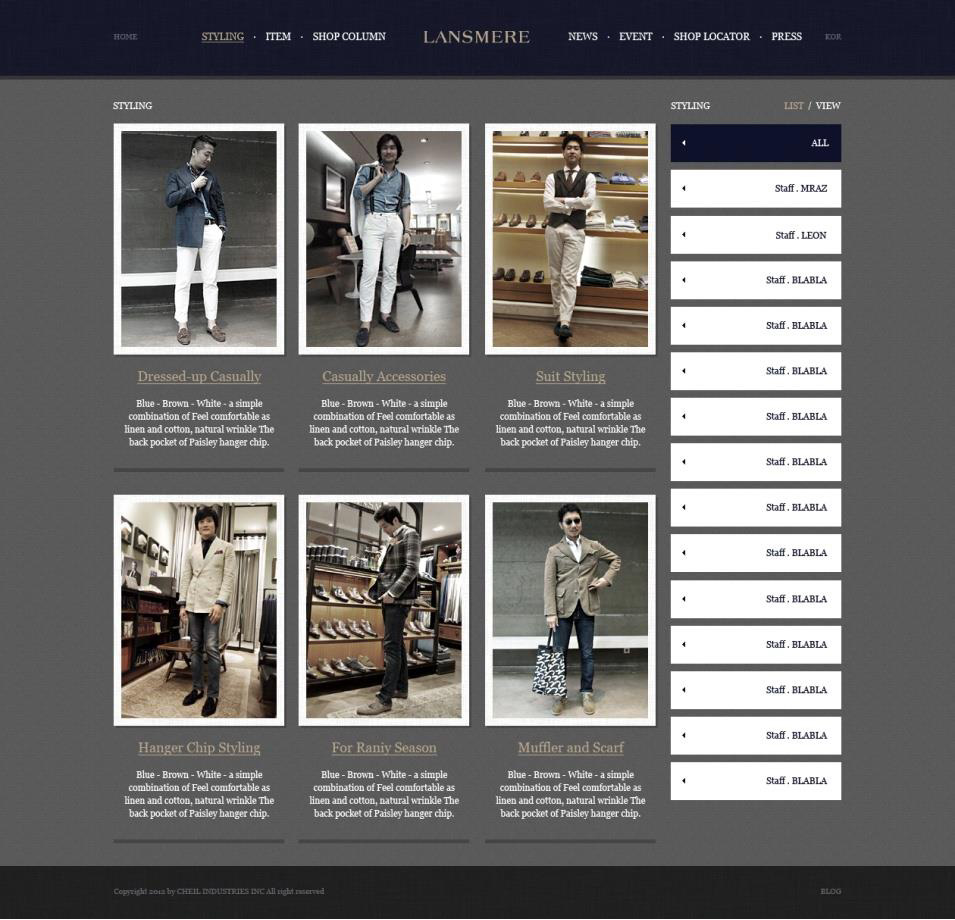 HOME
STYLING · ITEM · SHOP COLUMN
LANSMERE
NEWS · EVENT · SHOP LOCATOR · PRESS
KOR
STYLING
STYLING
LIST / VIEW
Dressed-up Casually
Blue - Brown - White - a simple
combination of Feel comfortable as
linen and cotton, natural wrinkle The
back pocket of Paisley hanger chip.
Casually Accessories
Blue - Brown - White - a simple
combination of Feel comfortable as
linen and cotton, natural wrinkle The
back pocket of Paisley hanger chip.
Suit Styling
Blue - Brown - White - a simple
combination of Feel comfortable as
linen and cotton, natural wrinkle The
back pocket of Paisley hanger chip.
Hanger Chip Styling
Blue - Brown - White - a simple
combination of Feel comfortable as
linen and cotton, natural wrinkle The
back pocket of Paisley hanger chip.
For Raniy Season
Blue - Brown - White - a simple
combination of Feel comfortable as
linen and cotton, natural wrinkle The
back pocket of Paisley hanger chip.
Muffler and Scarf
Blue - Brown - White - a simple
combination of Feel comfortable as
linen and cotton, natural wrinkle The
back pocket of Paisley hanger chip.
ALL
Staff . MRAZ
Staff . LEON
Staff . BLABLA
Staff . BLABLA
Staff . BLABLA
Staff . BLABLA
Staff . BLABLA
Staff . BLABLA
Staff . BLABLA
Staff . BLABLA
Staff . BLABLA
Staff . BLABLA
Staff . BLABLA
Staff . BLABLA
Copyright 2012 by CHEIL INDUSTRIES INC All right reserved
BLOG